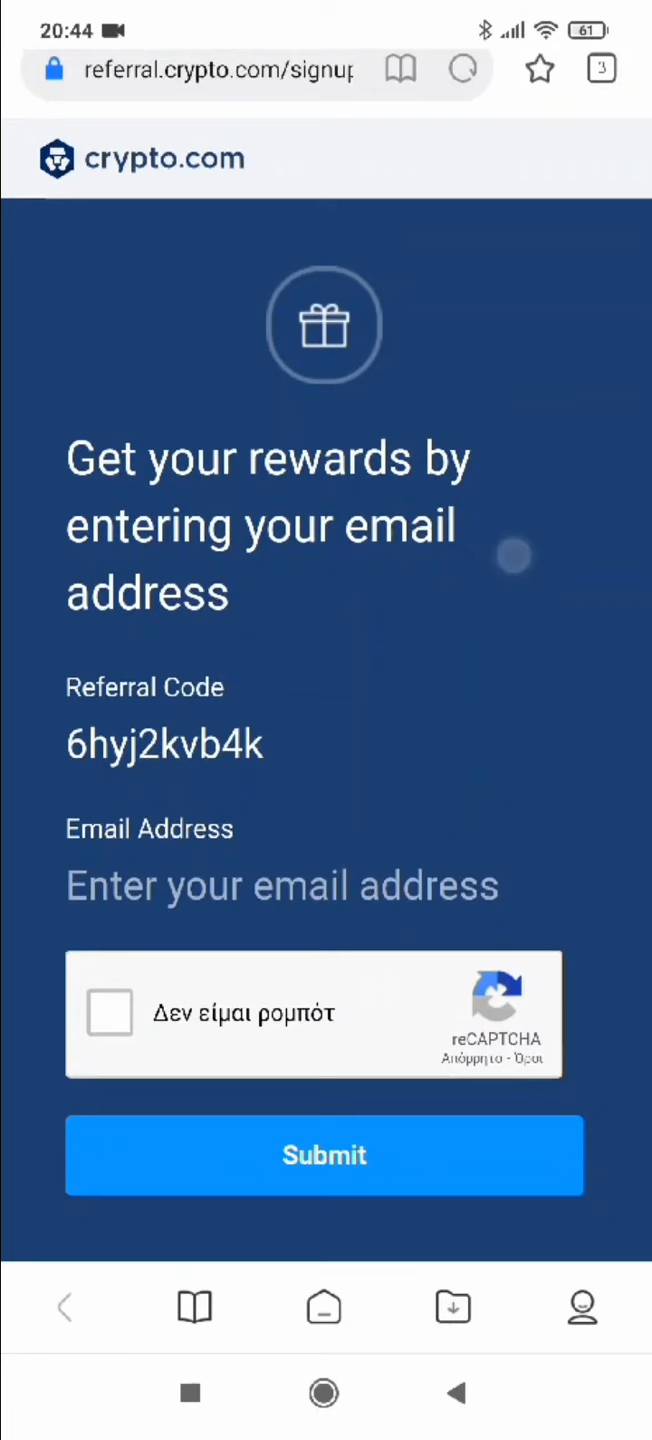 20:44 61
referral.crypto.com/signup 3
crypto.com
Get your rewards by
entering your email
address
Referral Code
6hyj2kvb4k
Email Address
Enter your email address
Δεν είμαι ρομπότ
reCAPTCHA
Απόρρητο - Όροι
Submit